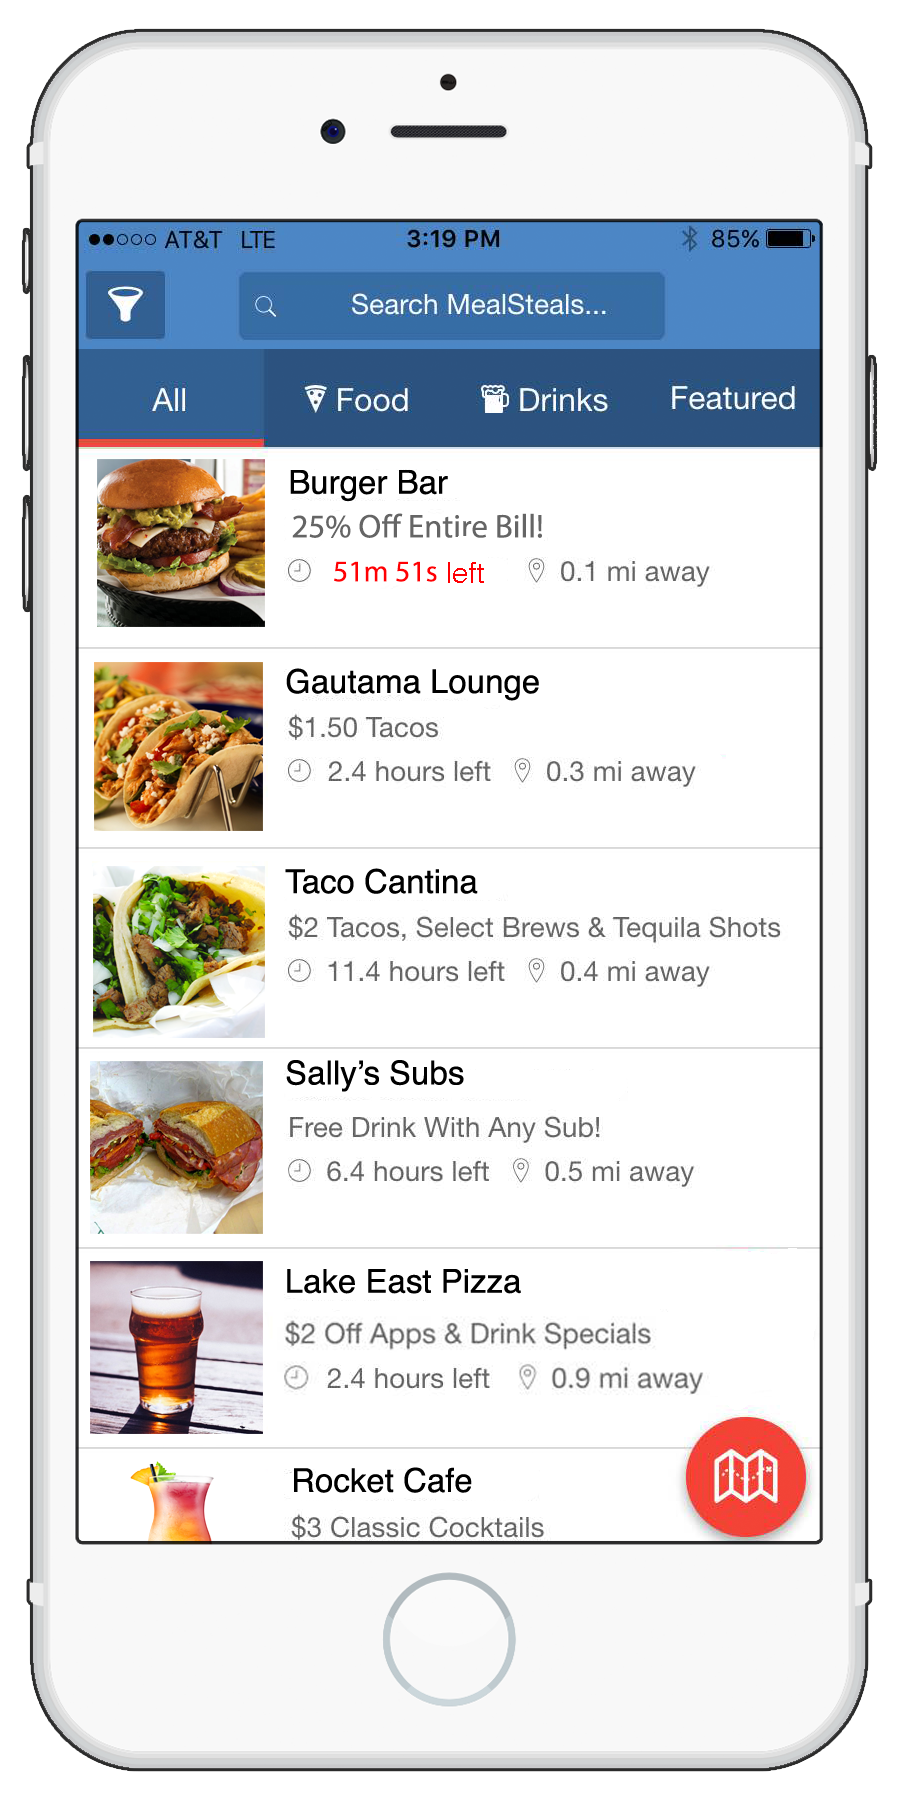 AT&T LTE 3:19 PM 85%
Search MealSteals...
All Food Drinks Featured
Burger Bar
25% Off Entire Bill!
51m 51s left 0.1 mi away
Gautama Lounge
$1.50 Tacos
2.4 hours left 0.3 mi away
Taco Cantina
$2 Tacos, Select Brews & Tequila Shots
11.4 hours left 0.4 mi away
Sally's Subs
Free Drink With Any Sub!
6.4 hours left 0.5 mi away
Lake East Pizza
$2 Off Apps & Drink Specials
2.4 hours left 0.9 mi away
Rocket Cafe
$3 Classic Cocktails